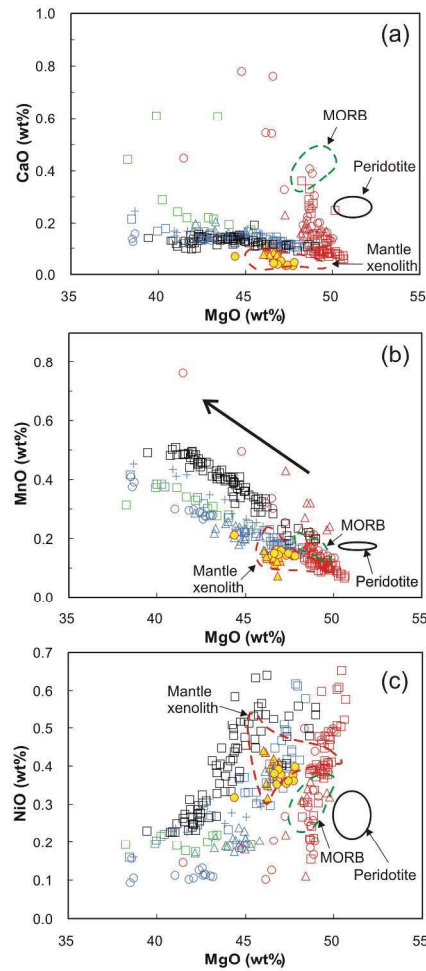 (a)
1.0
0.8
0.6
0.4
0.2
0.0
CaO (wt%)
MORB
Peridotite
Mantle
xenolith
35 40 45 50 55
MgO (wt%)
(b)
0.8
0.6
0.4
0.2
0.0
MnO (wt%)
MORB
Mantle
xenolith
Peridotite
35 40 45 50 55
MgO (wt%)
(c)
0.7
0.6
0.5
0.4
0.3
0.2
0.1
0.0
NiO (wt%)
Mantle
xenolith
MORB
Peridotite
35 40 45 50 55
MgO (wt%)